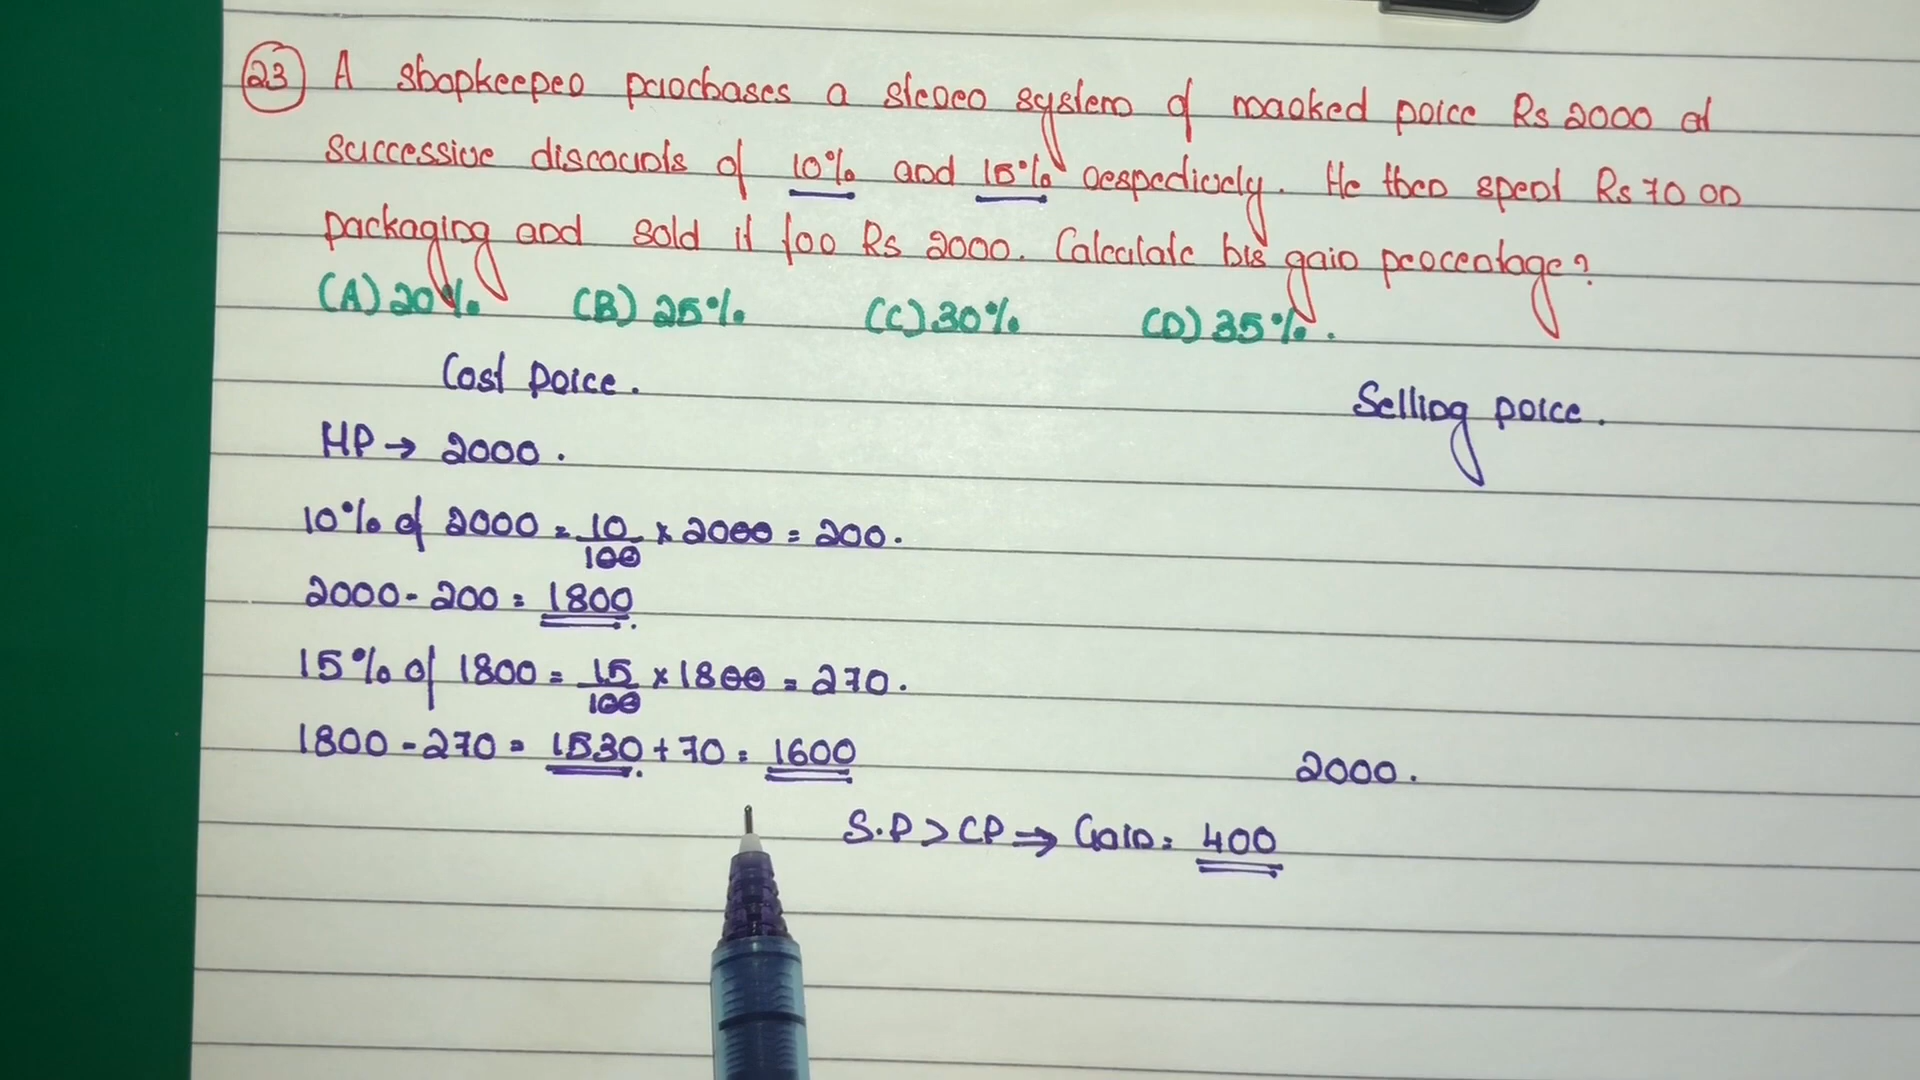 23 A shopkeeper purchases a stereo system of marked price Rs 2000 at
successive discounts of 10% and 15% respectively. He then spent Rs 70 on
packaging and sold it for Rs 2000. Calculate his gain percentage?
(A) 20% (B) 25% (C) 30% (D) 35%.
Cost price. Selling price.
MP → 2000.
10% of 2000 = 10/100 × 2000 = 200.
2000 - 200 = 1800.
15% of 1800 = 15/100 × 1800 = 270.
1800 - 270 = 1530. + 70 = 1600 2000.
S.P > CP ⇒ Gain = 400